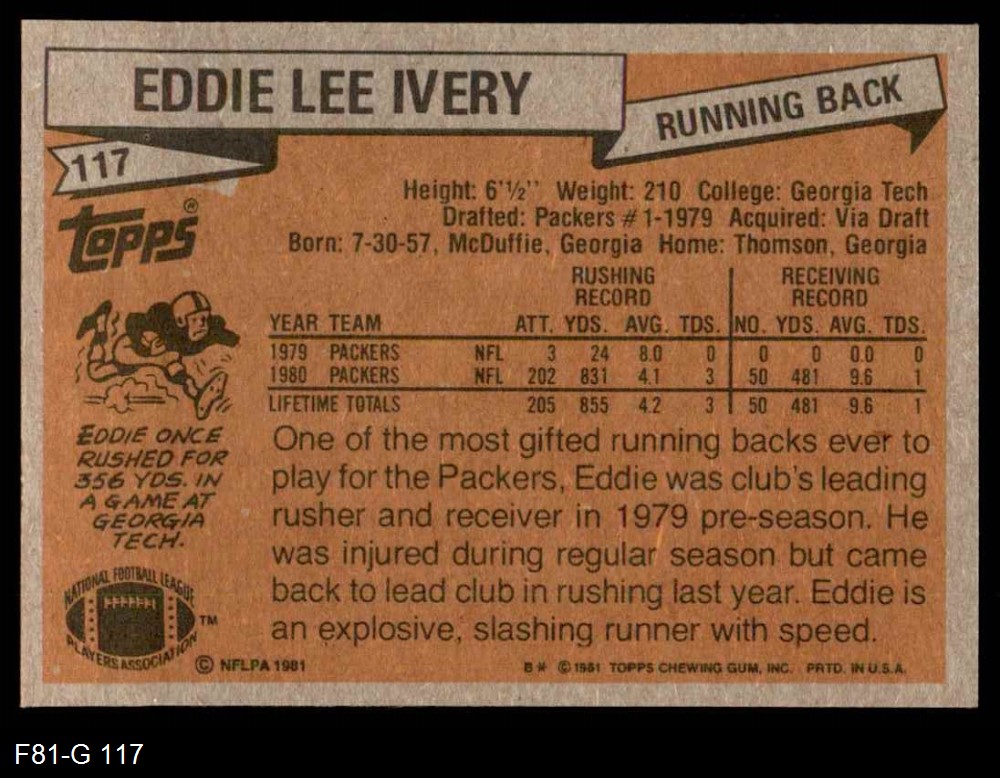 EDDIE LEE IVERY
RUNNING BACK
117
TOPPS®
Height: 6'½'' Weight: 210 College: Georgia Tech
Drafted: Packers #1-1979 Acquired: Via Draft
Born: 7-30-57, McDuffie, Georgia Home: Thomson, Georgia
RUSHING RECORD RECEIVING RECORD
YEAR TEAM ATT. YDS. AVG. TDS. NO. YDS. AVG. TDS.
1979 PACKERS NFL 3 24 8.0 0 0 0 0.0 0
1980 PACKERS NFL 202 831 4.1 3 50 481 9.6 1
LIFETIME TOTALS 205 855 4.2 3 50 481 9.6 1
EDDIE ONCE
RUSHED FOR
356 YDS. IN
A GAME AT
GEORGIA
TECH.
One of the most gifted running backs ever to
play for the Packers, Eddie was club's leading
rusher and receiver in 1979 pre-season. He
was injured during regular season but came
back to lead club in rushing last year. Eddie is
an explosive, slashing runner with speed.
NATIONAL FOOTBALL LEAGUE
PLAYERS ASSOCIATION
TM
© NFLPA 1981
B* © 1981 TOPPS CHEWING GUM, INC. PRTD. IN U.S.A.
F81-G 117